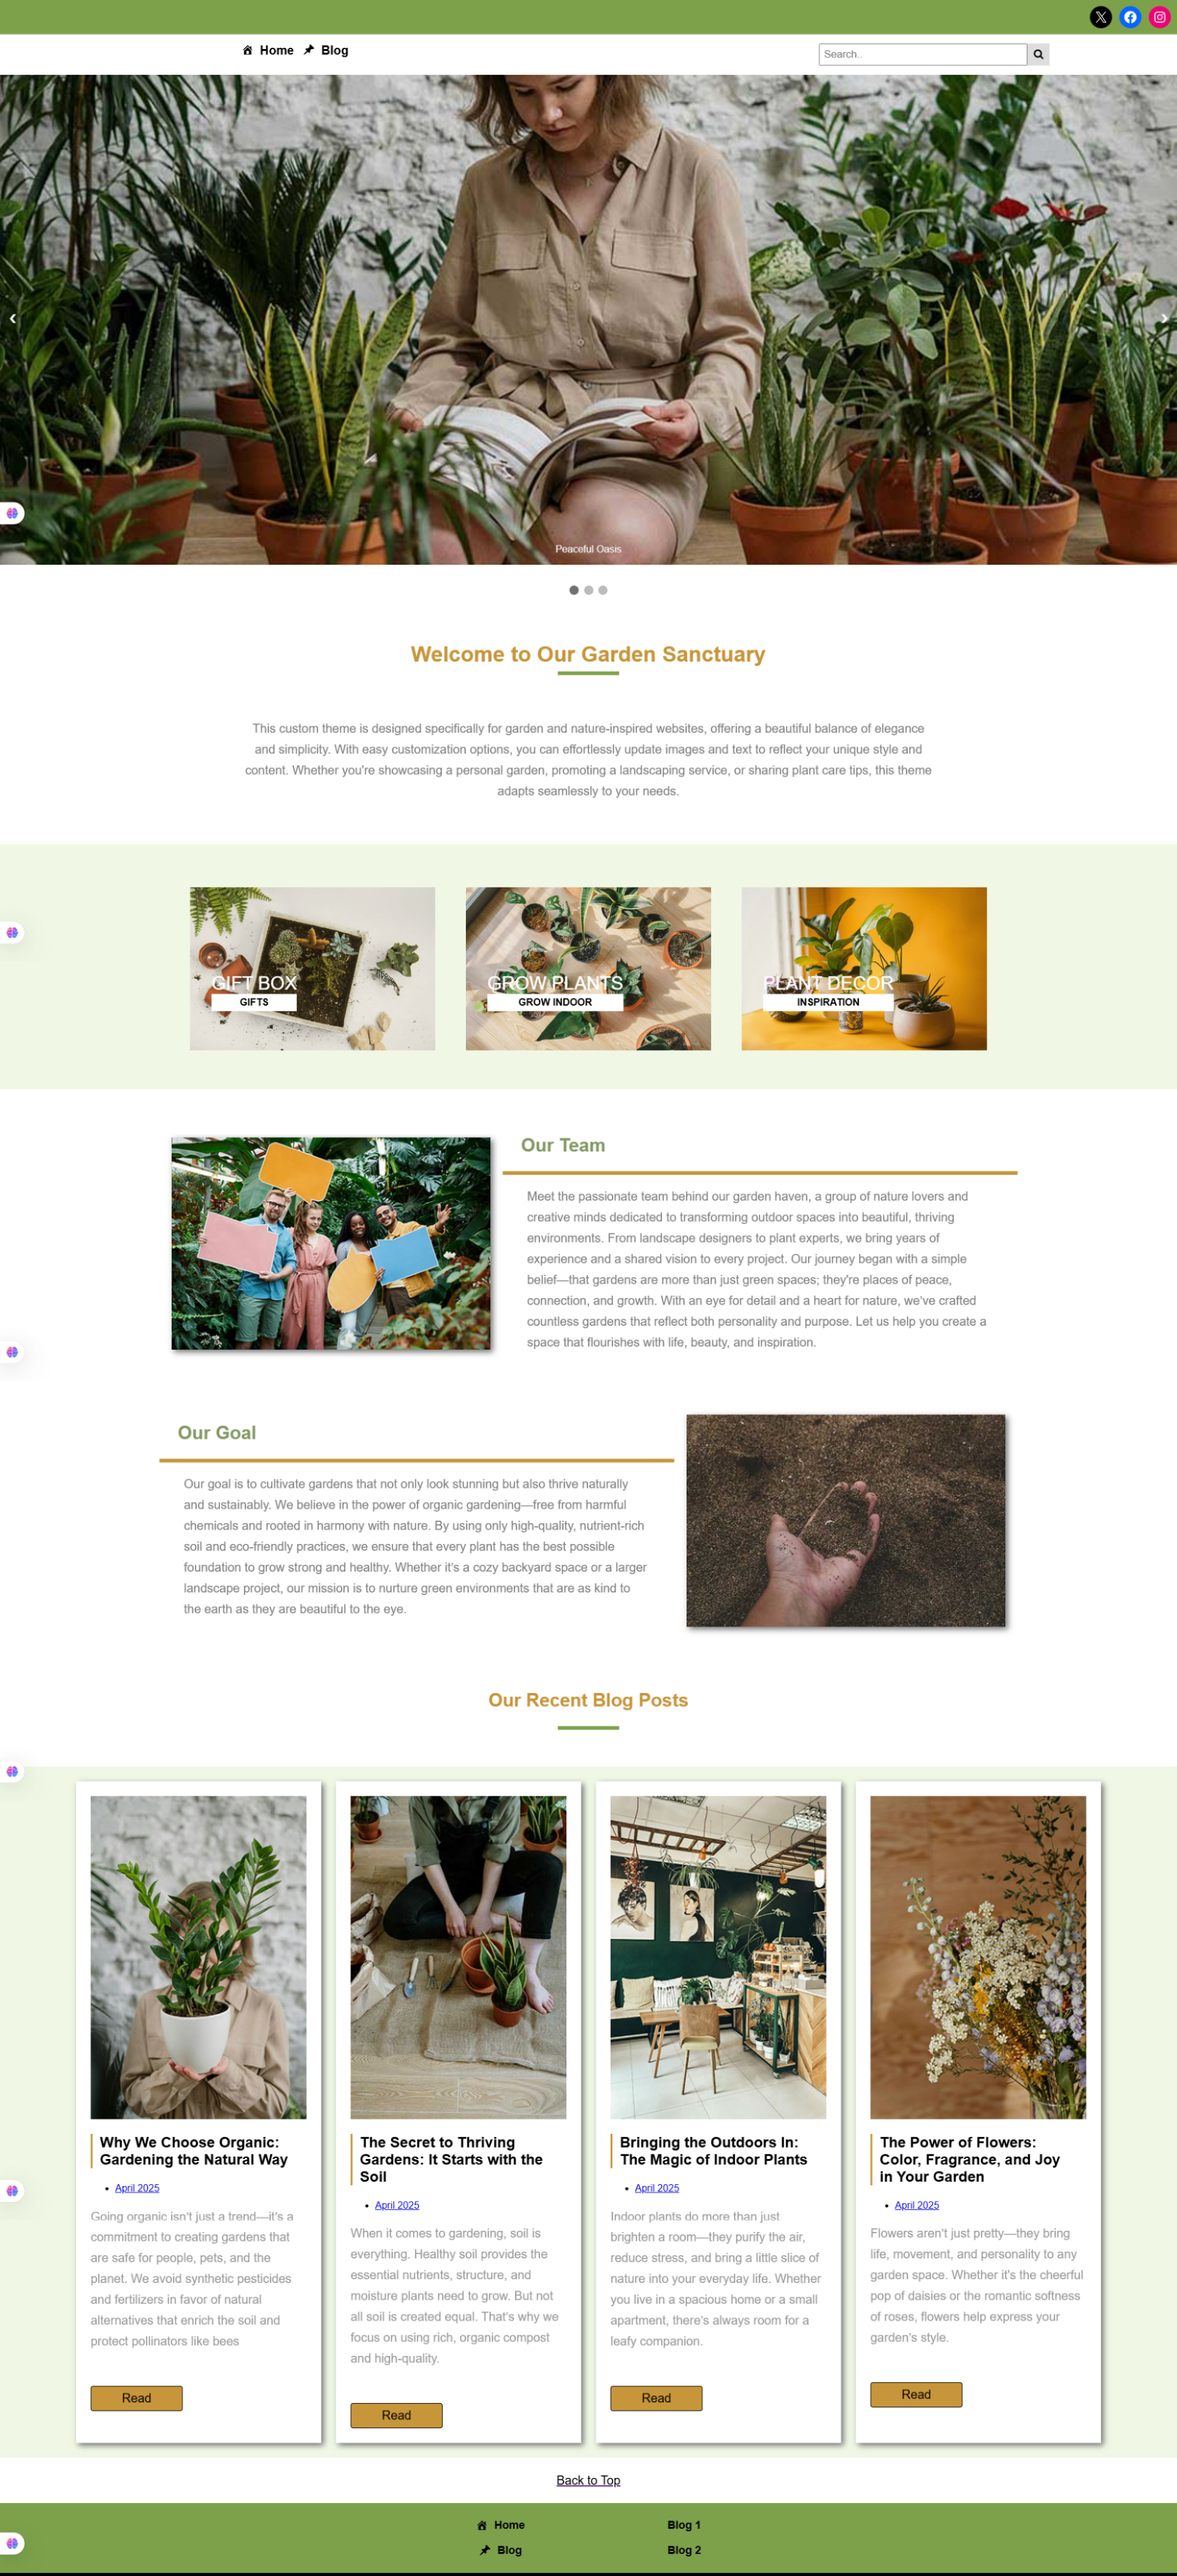 Home Blog
Search..
‹ ›
Peaceful Oasis
Welcome to Our Garden Sanctuary
This custom theme is designed specifically for garden and nature-inspired websites, offering a beautiful balance of elegance
and simplicity. With easy customization options, you can effortlessly update images and text to reflect your unique style and
content. Whether you're showcasing a personal garden, promoting a landscaping service, or sharing plant care tips, this theme
adapts seamlessly to your needs.
GIFT BOX
GIFTS
GROW PLANTS
GROW INDOOR
PLANT DECOR
INSPIRATION
Our Team
Meet the passionate team behind our garden haven, a group of nature lovers and
creative minds dedicated to transforming outdoor spaces into beautiful, thriving
environments. From landscape designers to plant experts, we bring years of
experience and a shared vision to every project. Our journey began with a simple
belief—that gardens are more than just green spaces; they're places of peace,
connection, and growth. With an eye for detail and a heart for nature, we've crafted
countless gardens that reflect both personality and purpose. Let us help you create a
space that flourishes with life, beauty, and inspiration.
Our Goal
Our goal is to cultivate gardens that not only look stunning but also thrive naturally
and sustainably. We believe in the power of organic gardening—free from harmful
chemicals and rooted in harmony with nature. By using only high-quality, nutrient-rich
soil and eco-friendly practices, we ensure that every plant has the best possible
foundation to grow strong and healthy. Whether it's a cozy backyard space or a larger
landscape project, our mission is to nurture green environments that are as kind to
the earth as they are beautiful to the eye.
Our Recent Blog Posts
Why We Choose Organic:
Gardening the Natural Way
• April 2025
Going organic isn't just a trend—it's a
commitment to creating gardens that
are safe for people, pets, and the
planet. We avoid synthetic pesticides
and fertilizers in favor of natural
alternatives that enrich the soil and
protect pollinators like bees
Read
The Secret to Thriving
Gardens: It Starts with the
Soil
• April 2025
When it comes to gardening, soil is
everything. Healthy soil provides the
essential nutrients, structure, and
moisture plants need to grow. But not
all soil is created equal. That's why we
focus on using rich, organic compost
and high-quality.
Read
Bringing the Outdoors In:
The Magic of Indoor Plants
• April 2025
Indoor plants do more than just
brighten a room—they purify the air,
reduce stress, and bring a little slice of
nature into your everyday life. Whether
you live in a spacious home or a small
apartment, there's always room for a
leafy companion.
Read
The Power of Flowers:
Color, Fragrance, and Joy
in Your Garden
• April 2025
Flowers aren't just pretty—they bring
life, movement, and personality to any
garden space. Whether it's the cheerful
pop of daisies or the romantic softness
of roses, flowers help express your
garden's style.
Read
Back to Top
Home
Blog
Blog 1
Blog 2